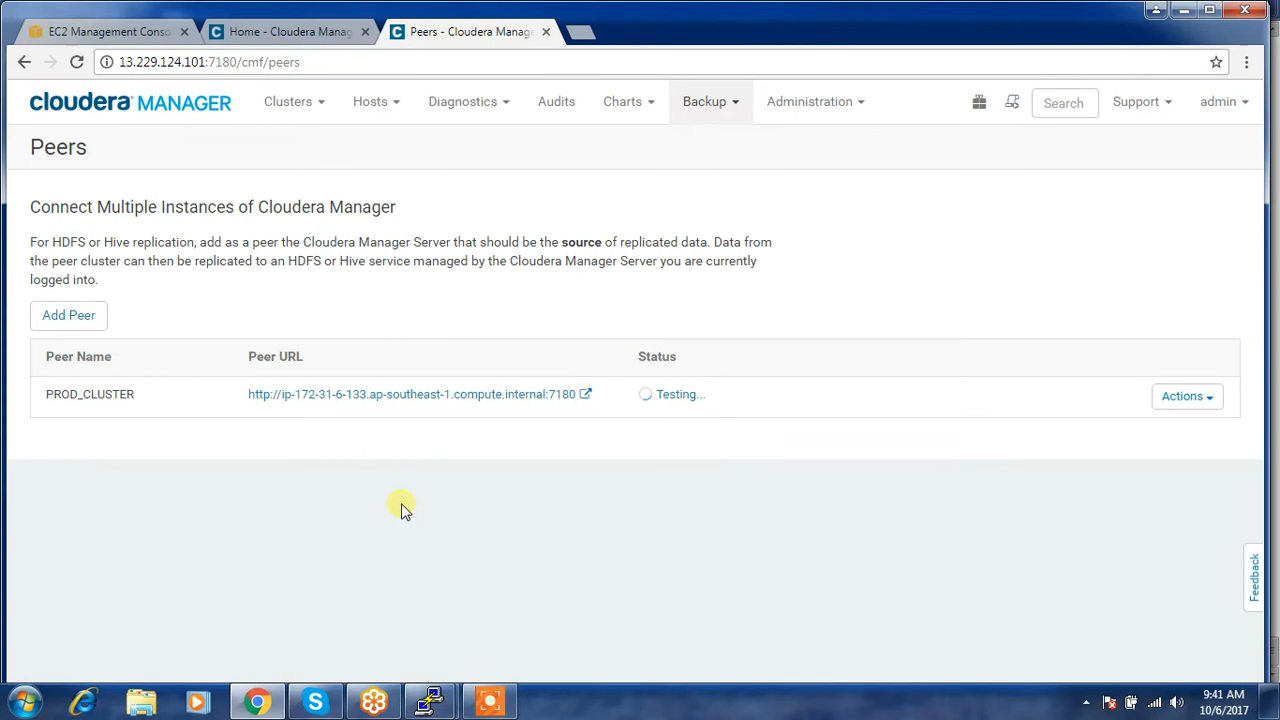 EC2 Management Conso
Home - Cloudera Manag
Peers - Cloudera Manage
13.229.124.101:7180/cmf/peers
cloudera MANAGER
Clusters
Hosts
Diagnostics
Audits
Charts
Backup
Administration
Search
Support
admin
Peers
Connect Multiple Instances of Cloudera Manager
For HDFS or Hive replication, add as a peer the Cloudera Manager Server that should be the source of replicated data. Data from
the peer cluster can then be replicated to an HDFS or Hive service managed by the Cloudera Manager Server you are currently
logged into.
Add Peer
Peer Name
Peer URL
Status
PROD_CLUSTER
http://ip-172-31-6-133.ap-southeast-1.compute.internal:7180
Testing...
Actions
Feedback
9:41 AM
10/6/2017